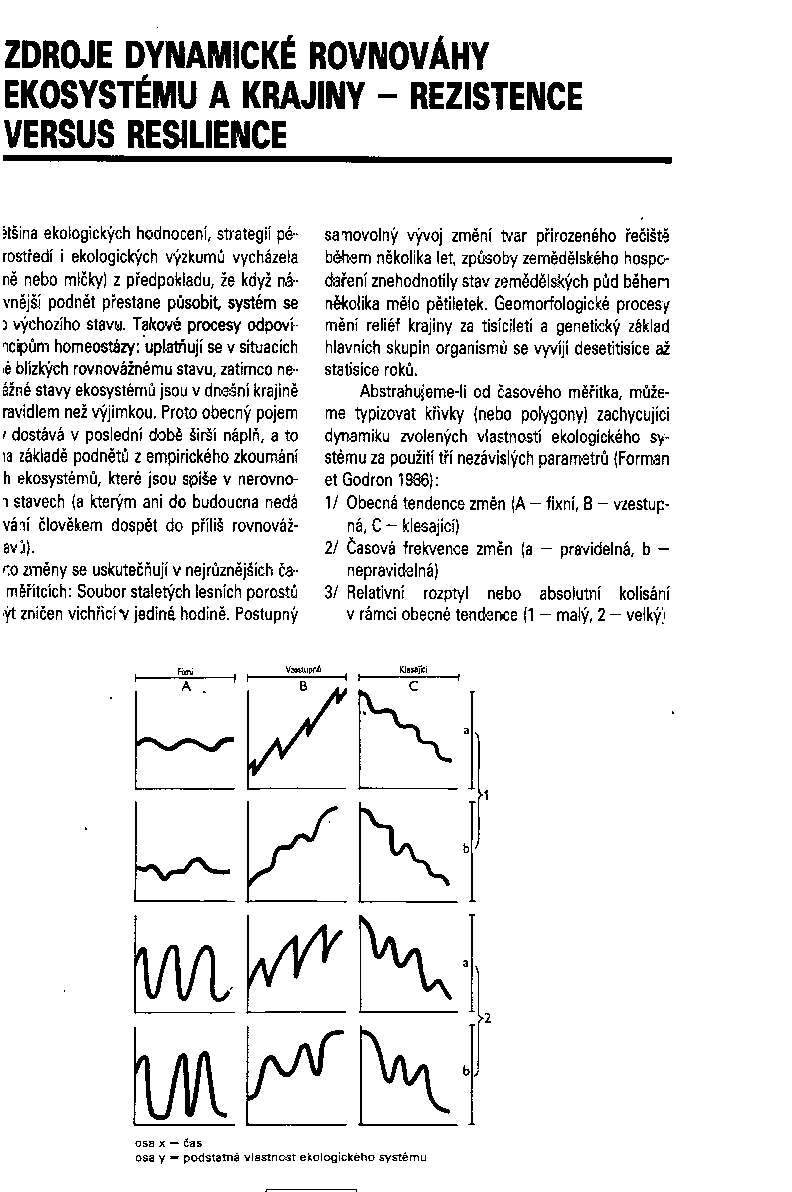 ZDROJE DYNAMICKÉ ROVNOVÁHY
EKOSYSTÉMU A KRAJINY – REZISTENCE
VERSUS RESILIENCE
ětšina ekologických hodnocení, strategií pé-
rostředí i ekologických výzkumů vycházela
ně nebo mlčky) z předpokladu, že když ná-
vnější podnět přestane působit, systém se
výchozího stavu. Takové procesy odpoví-
ncipům homeostázy: uplatňují se v situacích
é blízkých rovnovážnému stavu, zatímco ne-
ážné stavy ekosystémů jsou v dnešní krajině
ravidlem než výjimkou. Proto obecný pojem
dostává v poslední době širší náplň, a to
na základě podnětů z empirického zkoumání
h ekosystémů, které jsou spíše v nerovno-
stavech (a kterým ani do budoucna nedá
vání člověkem dospět do příliš rovnováž-
avů).
to změny se uskutečňují v nejrůznějších ča-
měřítcích: Soubor staletých lesních porostů
ýt zničen vichřicí v jediné hodině. Postupný
samovolný vývoj změní tvar přirozeného řečiště
během několika let, způsoby zemědělského hospo-
daření znehodnotily stav zemědělských půd během
několika mělo pětiletek. Geomorfologické procesy
mění reliéf krajiny za tisíciletí a genetický základ
hlavních skupin organismů se vyvíjí desetitisíce až
statisíce roků.
Abstrahujeme-li od časového měřítka, může-
me typizovat křivky (nebo polygony) zachycující
dynamiku zvolených vlastností ekologického sy-
stému za použití tří nezávislých parametrů (Forman
et Godron 1986):
1/ Obecná tendence změn (A – fixní, B – vzestup-
ná, C – klesající)
2/ Časová frekvence změn (a – pravidelná, b –
nepravidelná)
3/ Relativní rozptyl nebo absolutní kolísání
v rámci obecné tendence (1 – malý, 2 – velký)
Fixní Vzestupná Klesající
A B C
a
1
b
a
2
b
osa x – čas
osa y – podstatná vlastnost ekologického systému